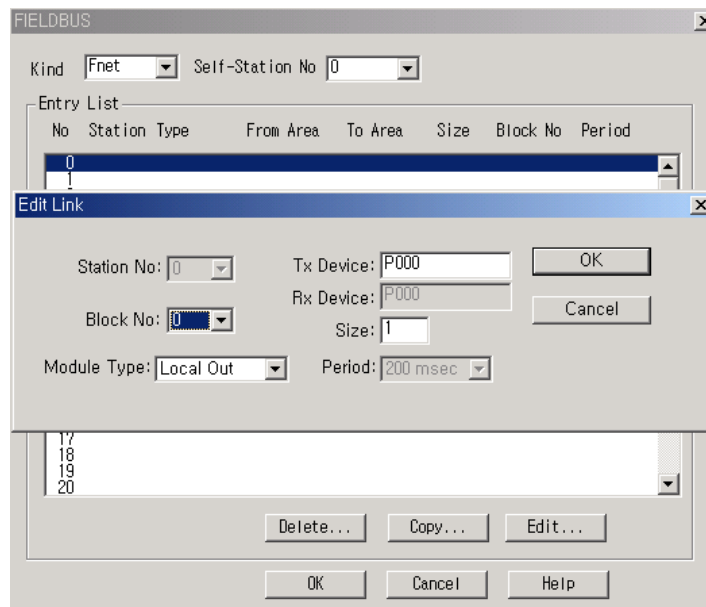 FIELDBUS
Kind Fnet Self-Station No 0
Entry List
No Station Type From Area To Area Size Block No Period
0
1
Edit Link
Station No: 0 Tx Device: P000 OK
Rx Device: P000
Block No: 0 Cancel
Size: 1
Module Type: Local Out Period: 200 msec
17
18
19
20
Delete... Copy... Edit...
OK Cancel Help